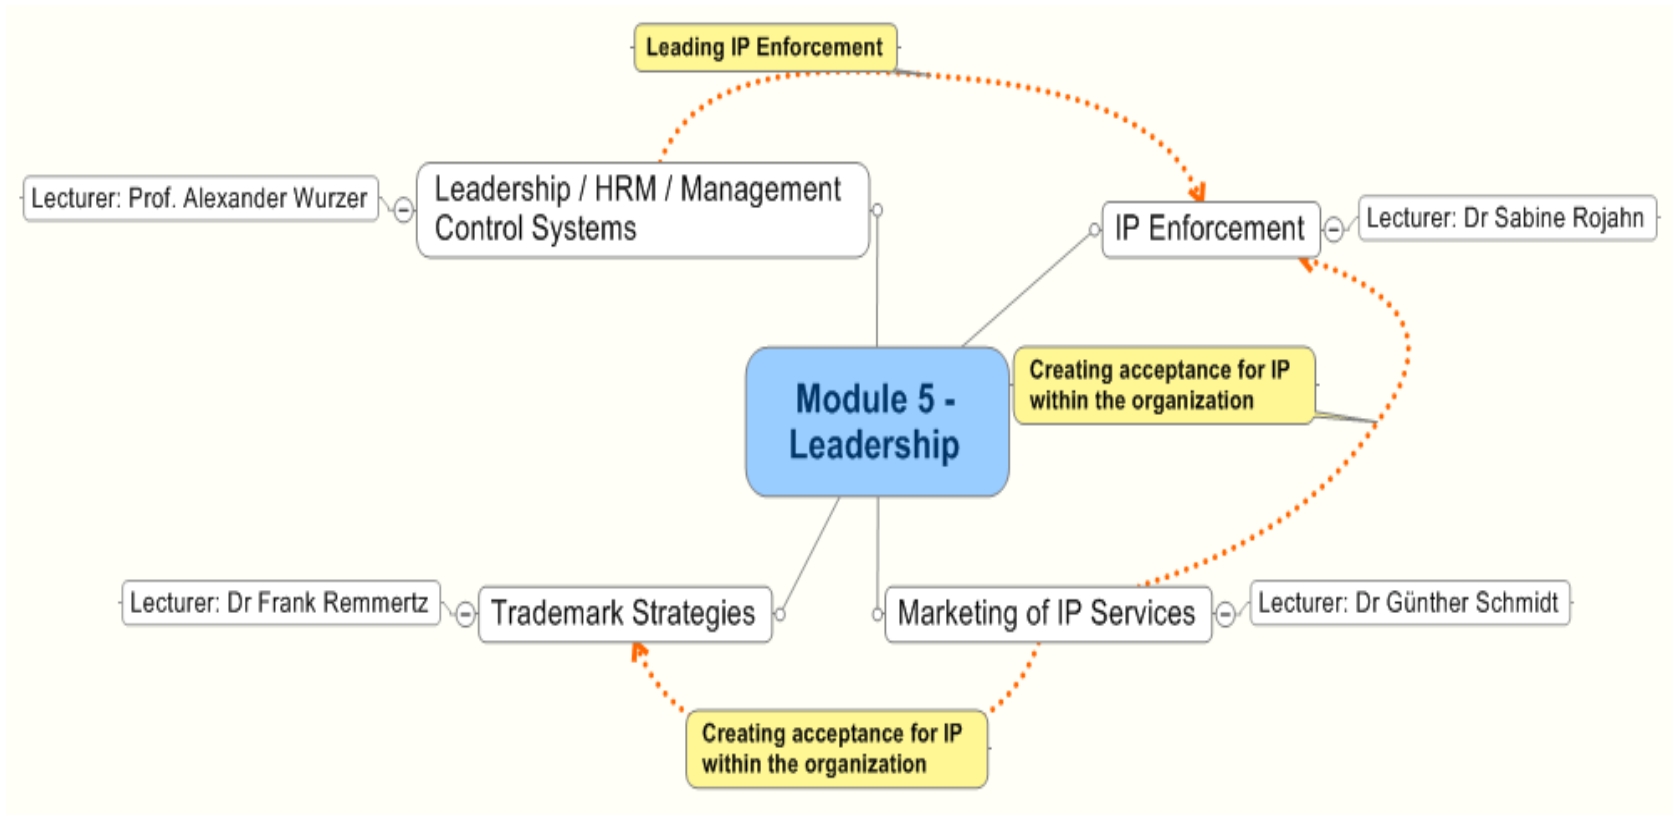 Leading IP Enforcement
Lecturer: Prof. Alexander Wurzer
Leadership / HRM / Management
Control Systems
IP Enforcement
Lecturer: Dr Sabine Rojahn
Module 5 -
Leadership
Creating acceptance for IP
within the organization
Lecturer: Dr Frank Remmertz
Trademark Strategies
Marketing of IP Services
Lecturer: Dr Günther Schmidt
Creating acceptance for IP
within the organization